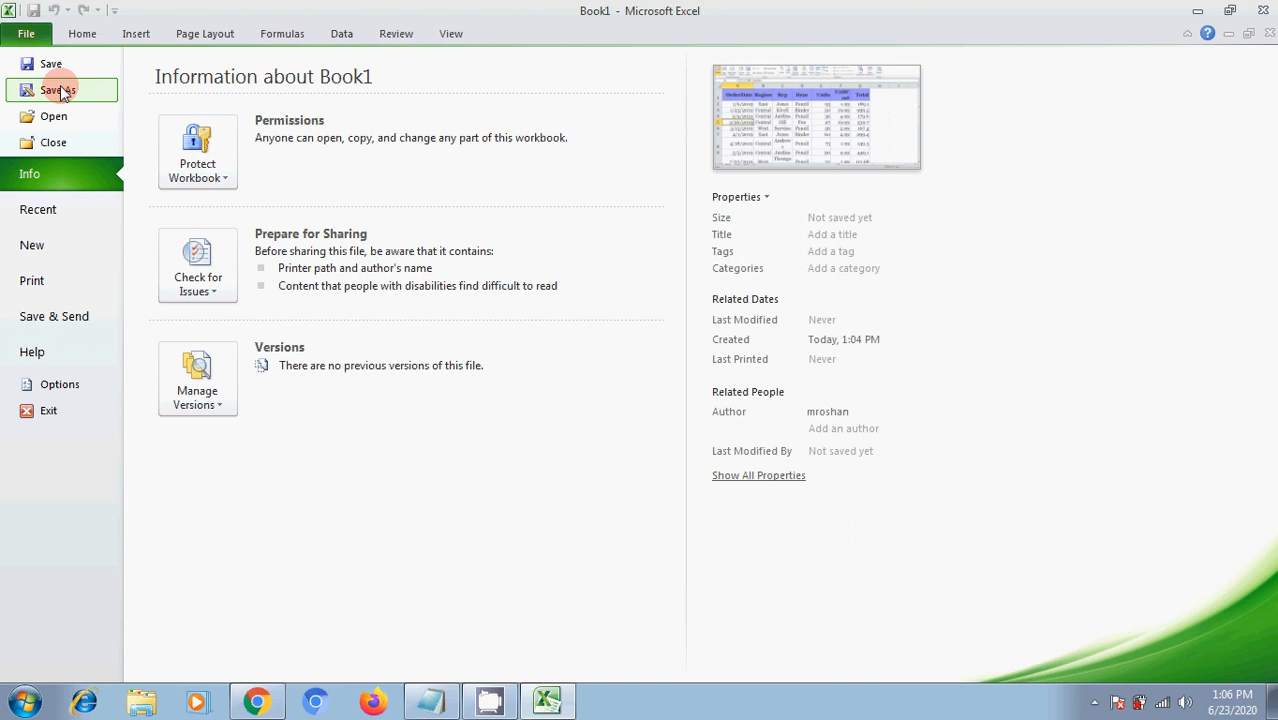 Book1 - Microsoft Excel
File Home Insert Page Layout Formulas Data Review View
Save
Save As
Open
Close
Info
Recent
New
Print
Save & Send
Help
Options
Exit
Information about Book1
Permissions
Anyone can open, copy, and change any part of this workbook.
Protect
Workbook
Prepare for Sharing
Before sharing this file, be aware that it contains:
Printer path and author's name
Content that people with disabilities find difficult to read
Check for
Issues
Versions
There are no previous versions of this file.
Manage
Versions
Properties
Size Not saved yet
Title Add a title
Tags Add a tag
Categories Add a category
Related Dates
Last Modified Never
Created Today, 1:04 PM
Last Printed Never
Related People
Author mroshan
Add an author
Last Modified By Not saved yet
Show All Properties
1:06 PM
6/23/2020